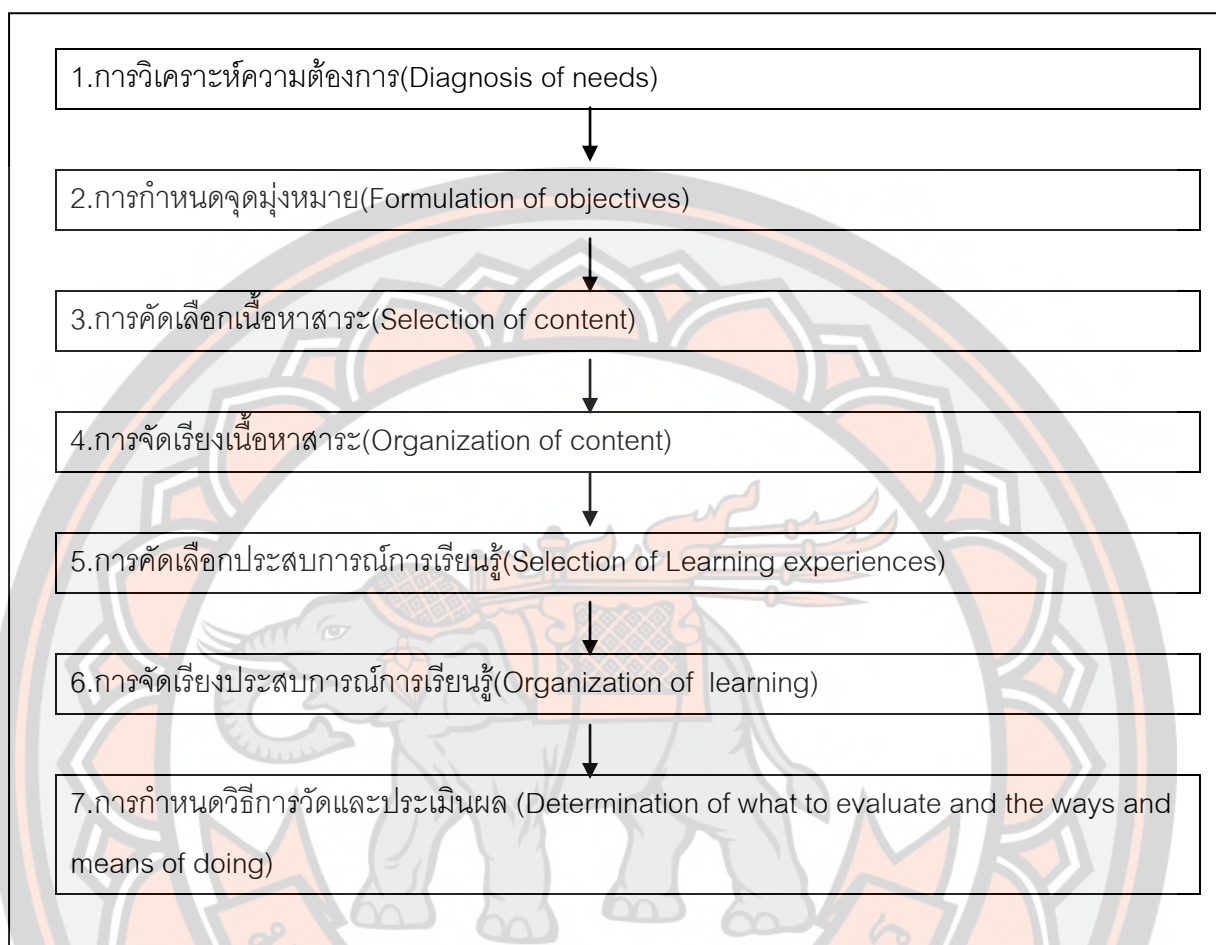 1.การวิเคราะห์ความต้องการ(Diagnosis of needs)
2.การกำหนดจุดมุ่งหมาย(Formulation of objectives)
3.การคัดเลือกเนื้อหาสาระ(Selection of content)
4.การจัดเรียงเนื้อหาสาระ(Organization of content)
5.การคัดเลือกประสบการณ์การเรียนรู้(Selection of Learning experiences)
6.การจัดเรียงประสบการณ์การเรียนรู้(Organization of learning)
7.การกำหนดวิธีการวัดและประเมินผล (Determination of what to evaluate and the ways and
means of doing)